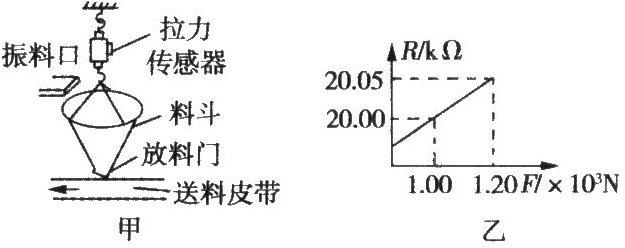 拉力
传感器
振料口
料斗
放料门
送料皮带
甲
R/kΩ
20.05
20.00
1.00 1.20 F/×10³N
乙